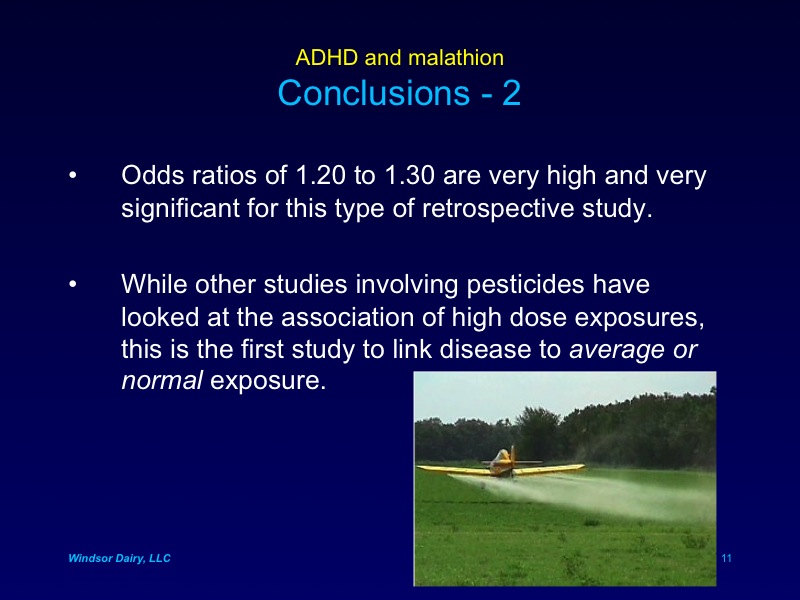 ADHD and malathion
Conclusions - 2
• Odds ratios of 1.20 to 1.30 are very high and very
significant for this type of retrospective study.
• While other studies involving pesticides have
looked at the association of high dose exposures,
this is the first study to link disease to average or
normal exposure.
Windsor Dairy, LLC
11